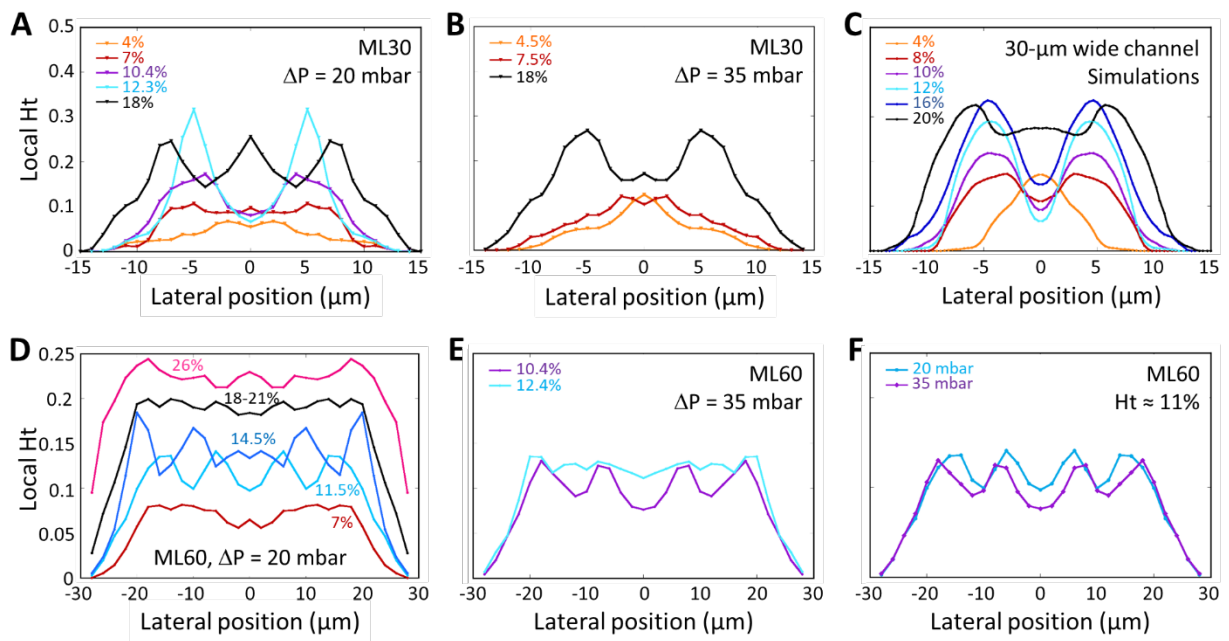 A
ML30
ΔP = 20 mbar
4%
7%
10.4%
12.3%
18%
Local Ht
0.5
0.4
0.3
0.2
0.1
0
-15 -10 -5 0 5 10 15
Lateral position (µm)
B
ML30
ΔP = 35 mbar
4.5%
7.5%
18%
-15 -10 -5 0 5 10 15
Lateral position (µm)
C
30-µm wide channel
Simulations
4%
8%
10%
12%
16%
20%
-15 -10 -5 0 5 10 15
Lateral position (µm)
D
Local Ht
0.25
0.2
0.15
0.1
0.05
0
26%
18-21%
14.5%
11.5%
7%
ML60, ΔP = 20 mbar
-30 -20 -10 0 10 20 30
Lateral position (µm)
E
10.4%
12.4%
ML60
ΔP = 35 mbar
-30 -20 -10 0 10 20 30
Lateral position (µm)
F
20 mbar
35 mbar
ML60
Ht ≈ 11%
-30 -20 -10 0 10 20 30
Lateral position (µm)